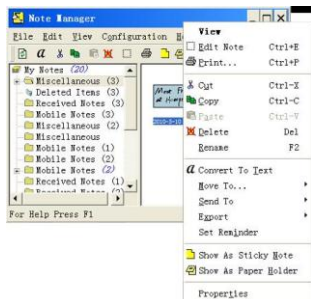 Note Manager
File Edit View Configuration H
My Notes (20)
Miscellaneous (3)
Deleted Items (3)
Received Notes (3)
Mobile Notes (3)
Miscellaneous (2)
Miscellaneous
Mobile Notes (1)
Mobile Notes (2)
Mobile Notes (2)
Received Notes (1)
Received Notes (2)
For Help Press F1
View
Edit Note Ctrl+E
Print... Ctrl+P
Cut Ctrl-X
Copy Ctrl-C
Paste Ctrl-V
Delete Del
Rename F2
Convert To Text
Move To...
Send To
Export
Set Reminder
Show As Sticky Note
Show As Paper Holder
Properties